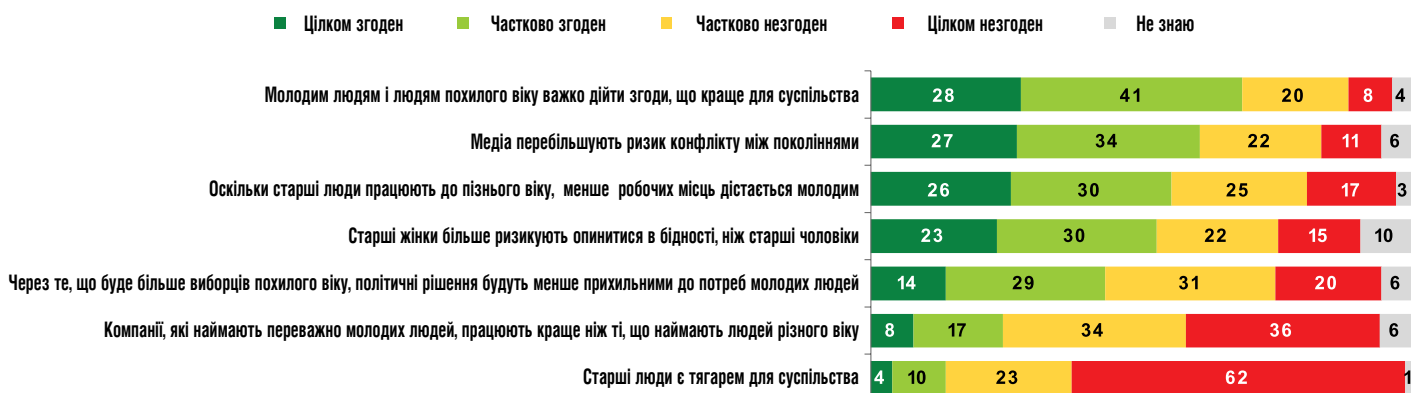 Цілком згоден Частково згоден Частково незгоден Цілком незгоден Не знаю
Молодим людям і людям похилого віку важко дійти згоди, що краще для суспільства 28 41 20 8 4
Медіа перебільшують ризик конфлікту між поколіннями 27 34 22 11 6
Оскільки старші люди працюють до пізнього віку, менше робочих місць дістається молодим 26 30 25 17 3
Старші жінки більше ризикують опинитися в бідності, ніж старші чоловіки 23 30 22 15 10
Через те, що буде більше виборців похилого віку, політичні рішення будуть менше прихильними до потреб молодих людей 14 29 31 20 6
Компанії, які наймають переважно молодих людей, працюють краще ніж ті, що наймають людей різного віку 8 17 34 36 6
Старші люди є тягарем для суспільства 4 10 23 62 1